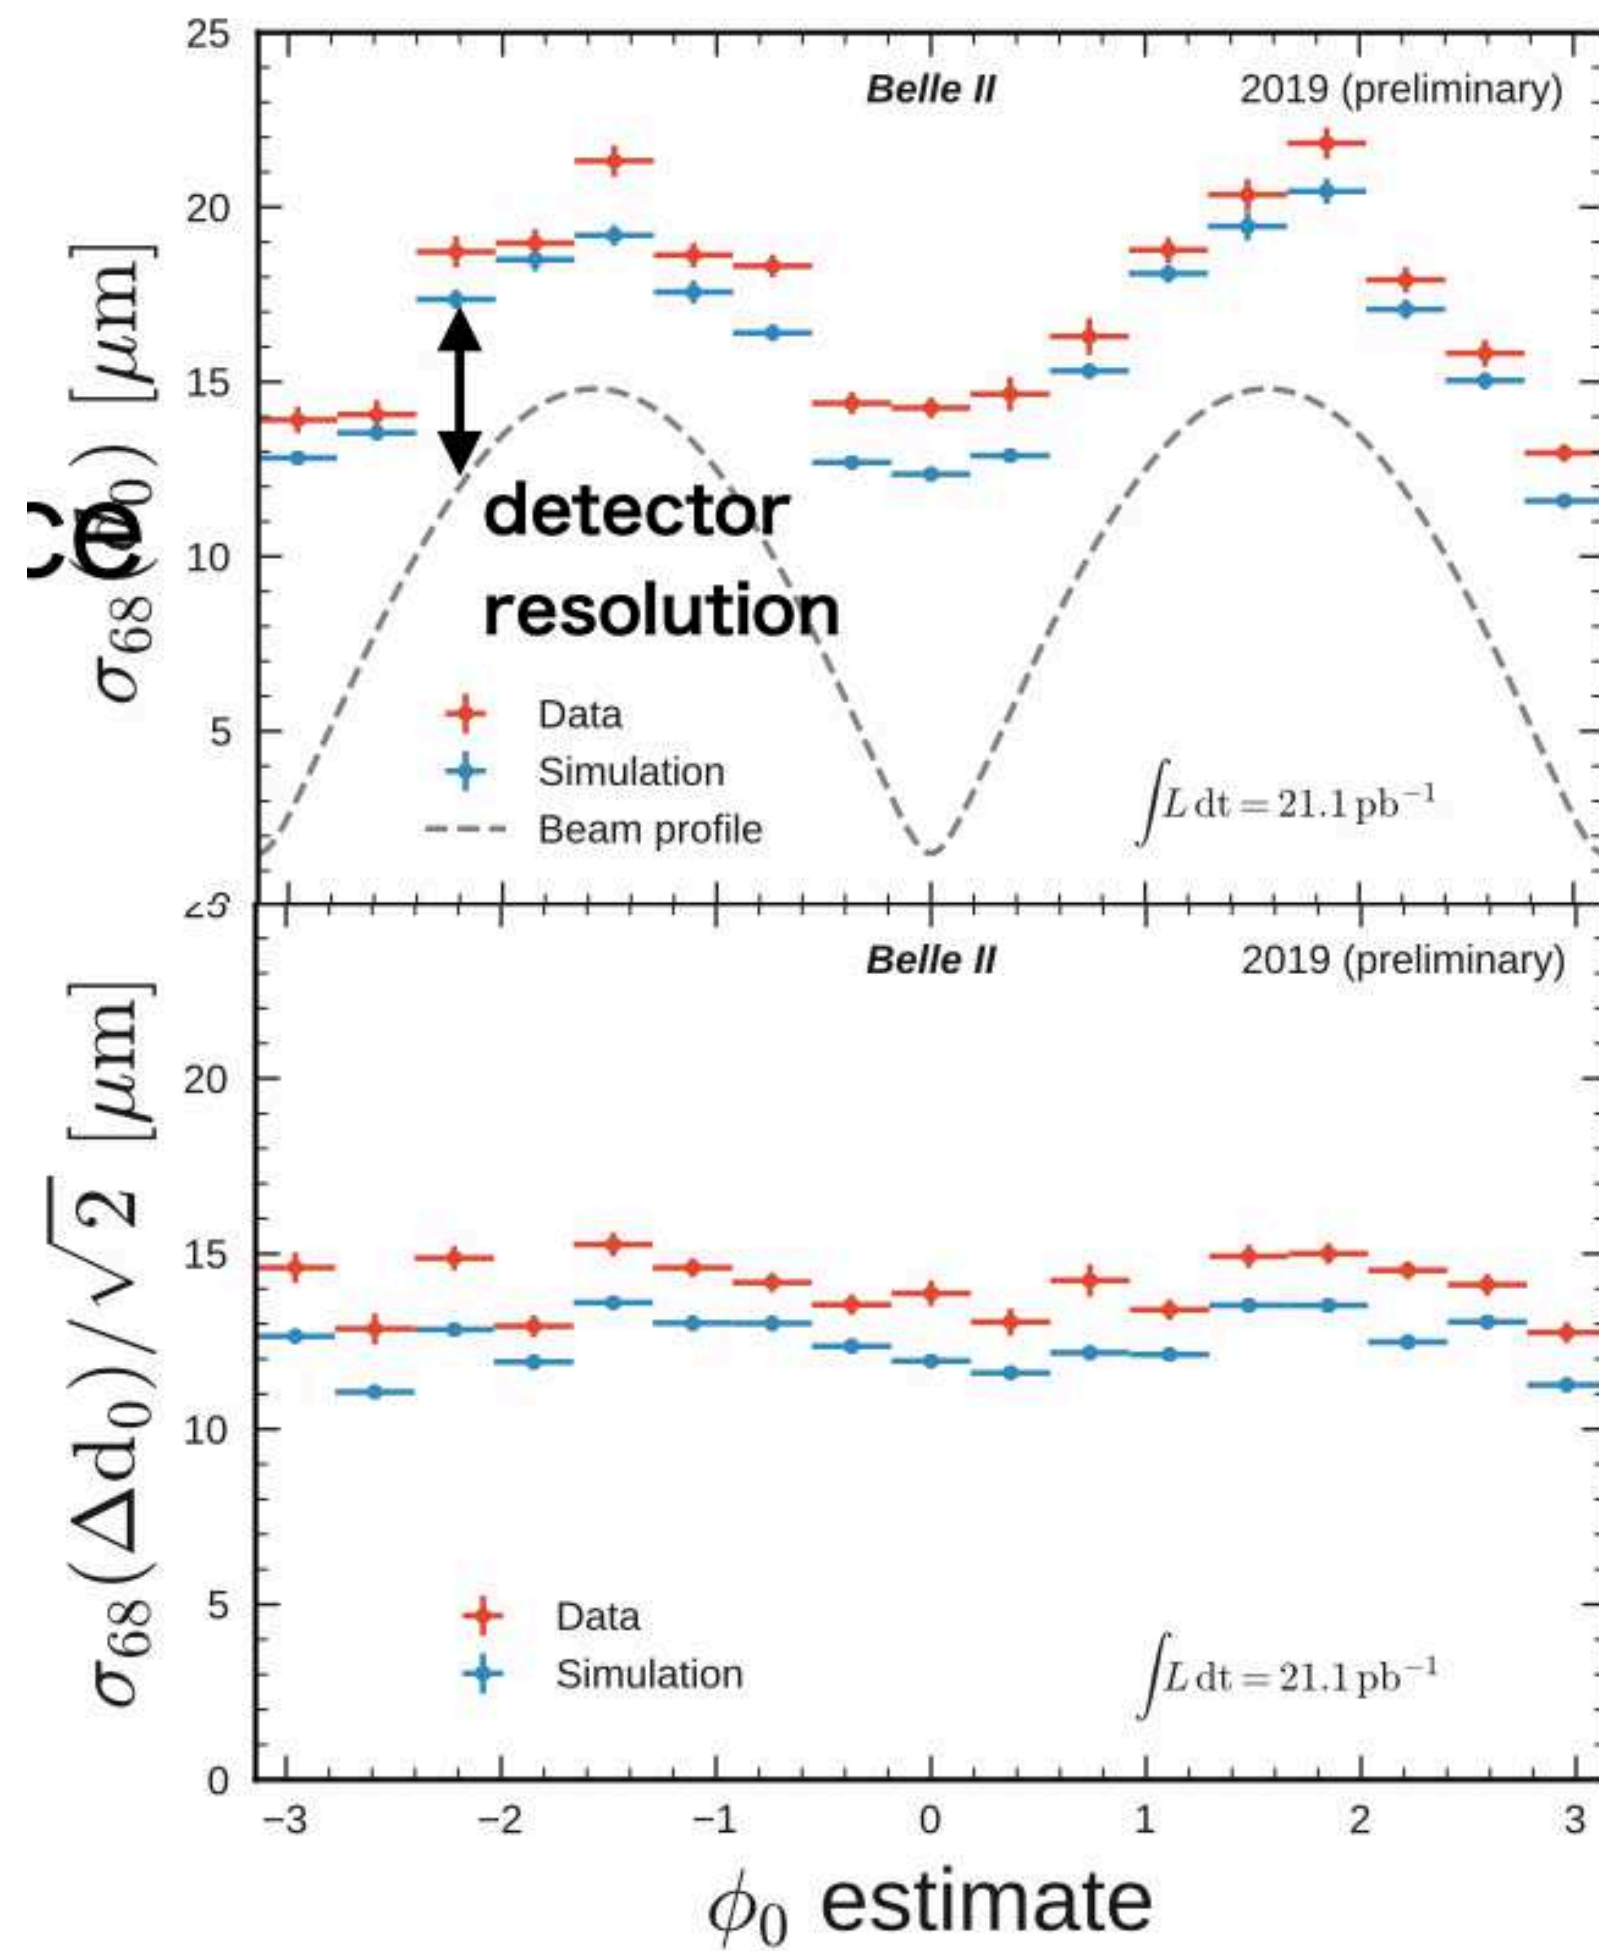 25
Belle II 2019 (preliminary)
20
15
10
5
σ₆₈(d₀) [μm]
ce
detector
resolution
Data
Simulation
Beam profile
∫L dt = 21.1 pb⁻¹
25
Belle II 2019 (preliminary)
20
15
10
5
0
σ₆₈(Δd₀)/√2 [μm]
Data
Simulation
∫L dt = 21.1 pb⁻¹
−3 −2 −1 0 1 2 3
ϕ₀ estimate